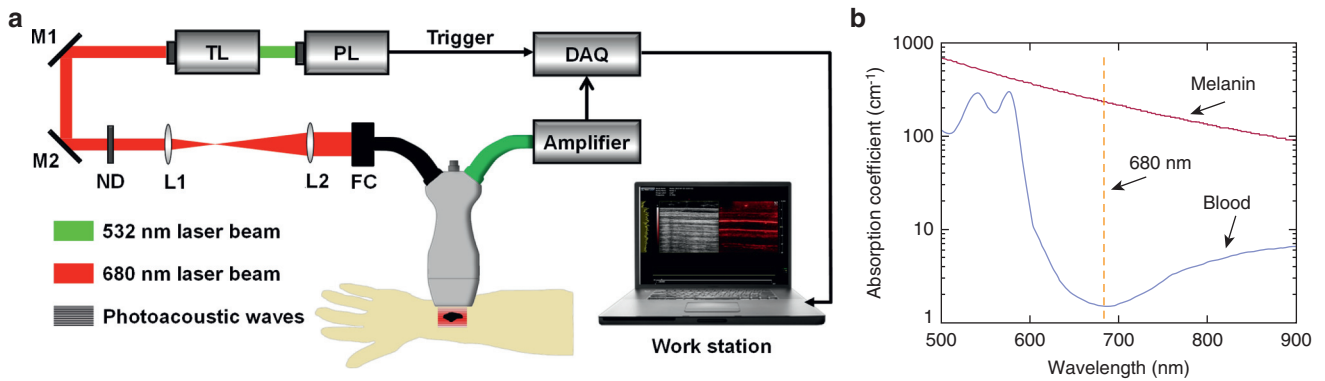 a
M1
TL
PL
Trigger
DAQ
M2
ND
L1
L2
FC
Amplifier
532 nm laser beam
680 nm laser beam
Photoacoustic waves
Work station
b
Absorption coefficient (cm⁻¹)
1000
100
10
1
Melanin
680 nm
Blood
500
600
700
800
900
Wavelength (nm)